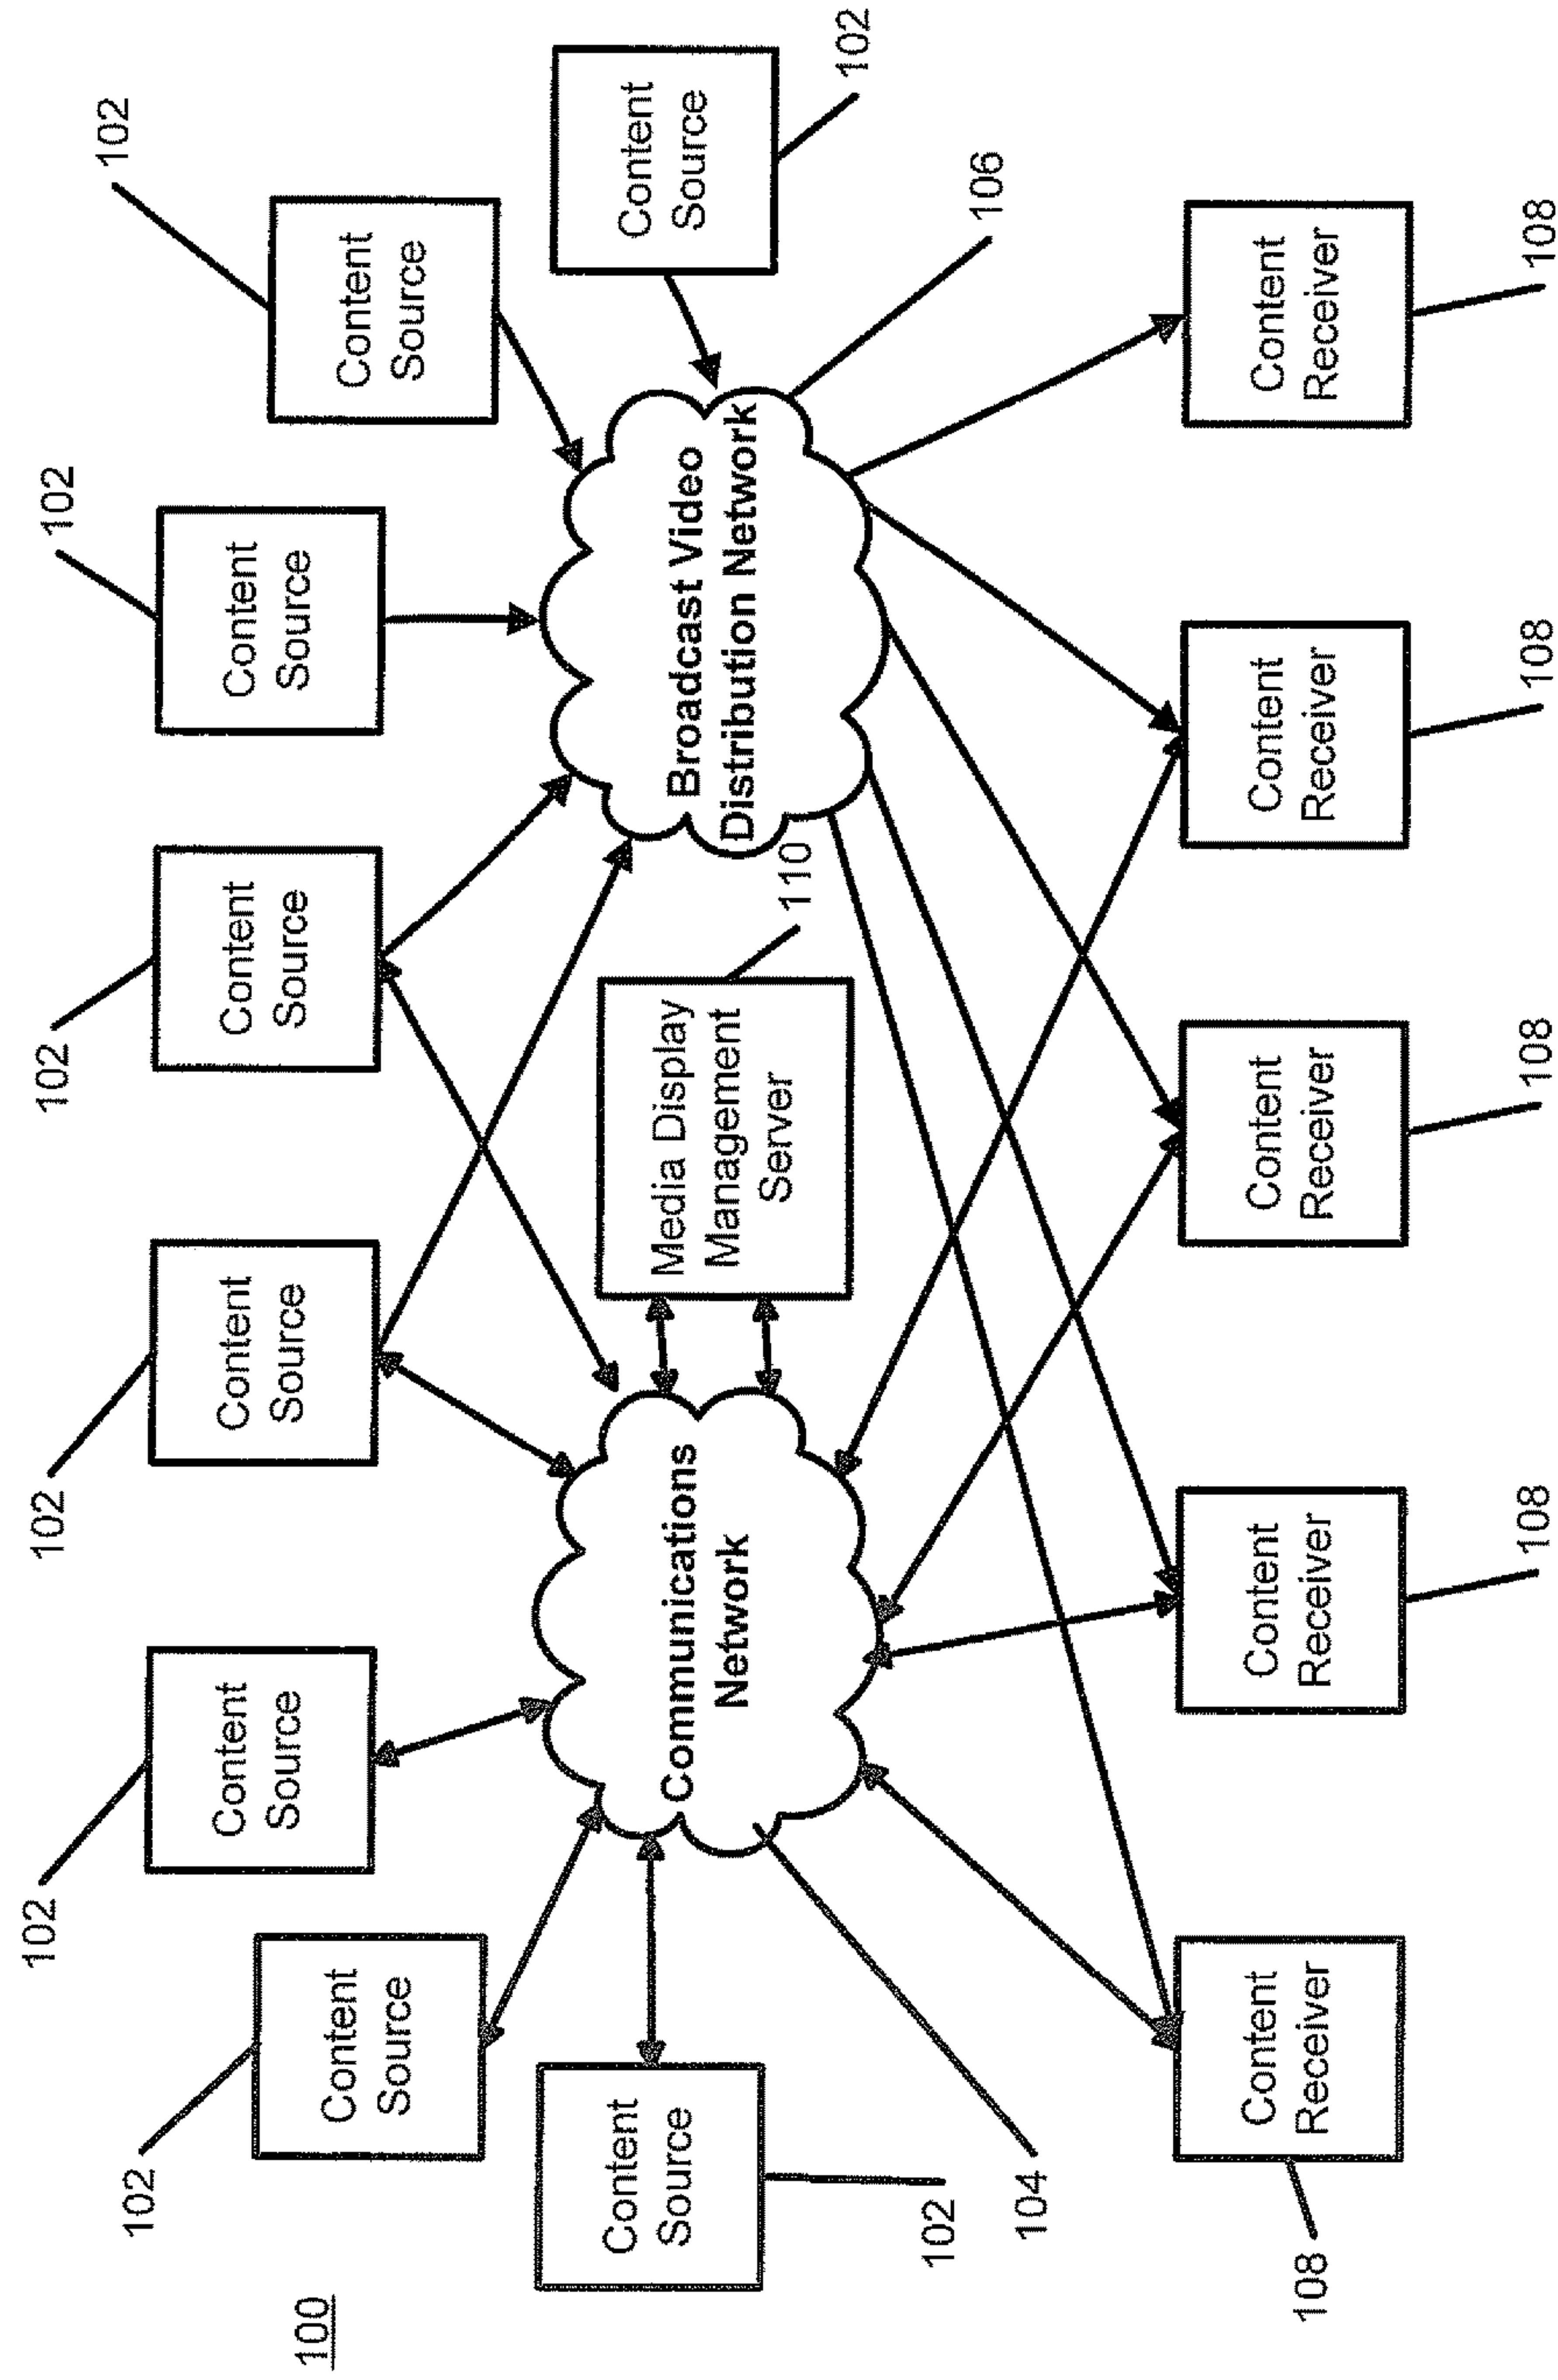 102
102
102
102
102
102
Content
Source
Content
Source
Content
Source
Content
Source
Content
Source
Content
Source
100
Content
Source
Communications
Network
Media Display
Management
Server
110
Broadcast Video
Distribution Network
Content
Source
102
104
106
102
Content
Receiver
Content
Receiver
Content
Receiver
Content
Receiver
Content
Receiver
108
108
108
108
108